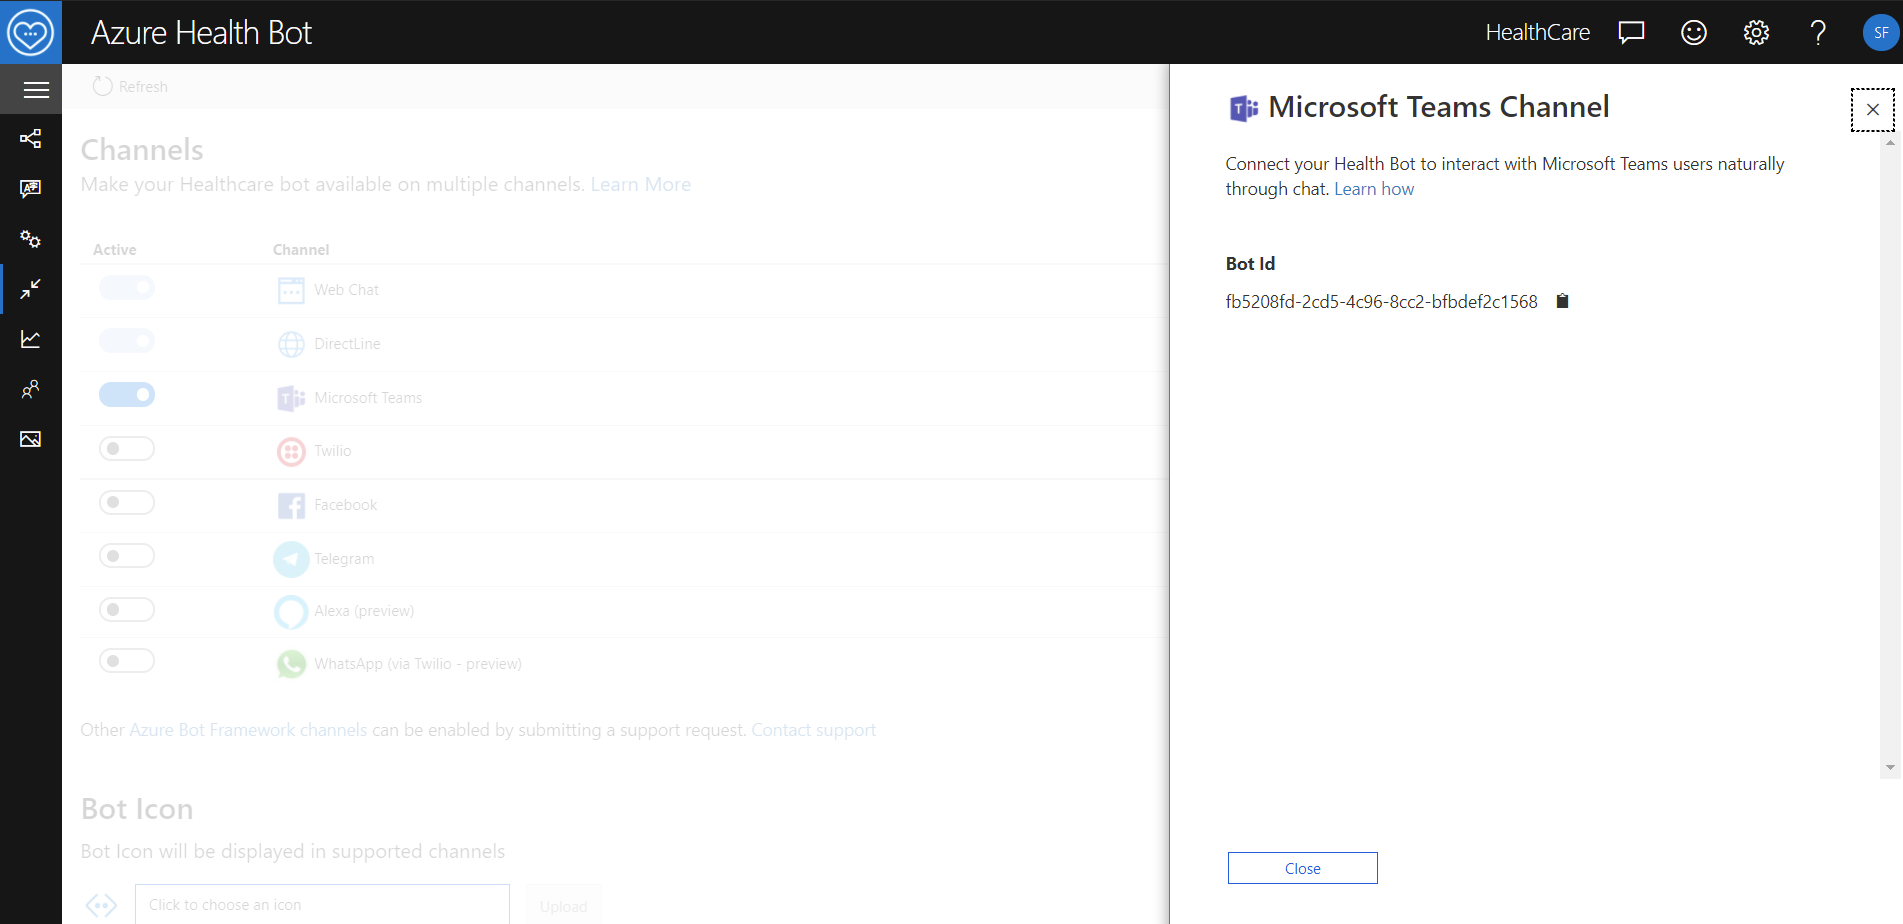 Azure Health Bot
HealthCare
SF
Refresh
Channels
Make your Healthcare bot available on multiple channels. Learn More
Active Channel
Web Chat
DirectLine
Microsoft Teams
Twilio
Facebook
Telegram
Alexa (preview)
WhatsApp (via Twilio - preview)
Other Azure Bot Framework channels can be enabled by submitting a support request. Contact support
Bot Icon
Bot Icon will be displayed in supported channels
Click to choose an icon
Upload
Microsoft Teams Channel
Connect your Health Bot to interact with Microsoft Teams users naturally
through chat. Learn how
Bot Id
fb5208fd-2cd5-4c96-8cc2-bfbdef2c1568
Close